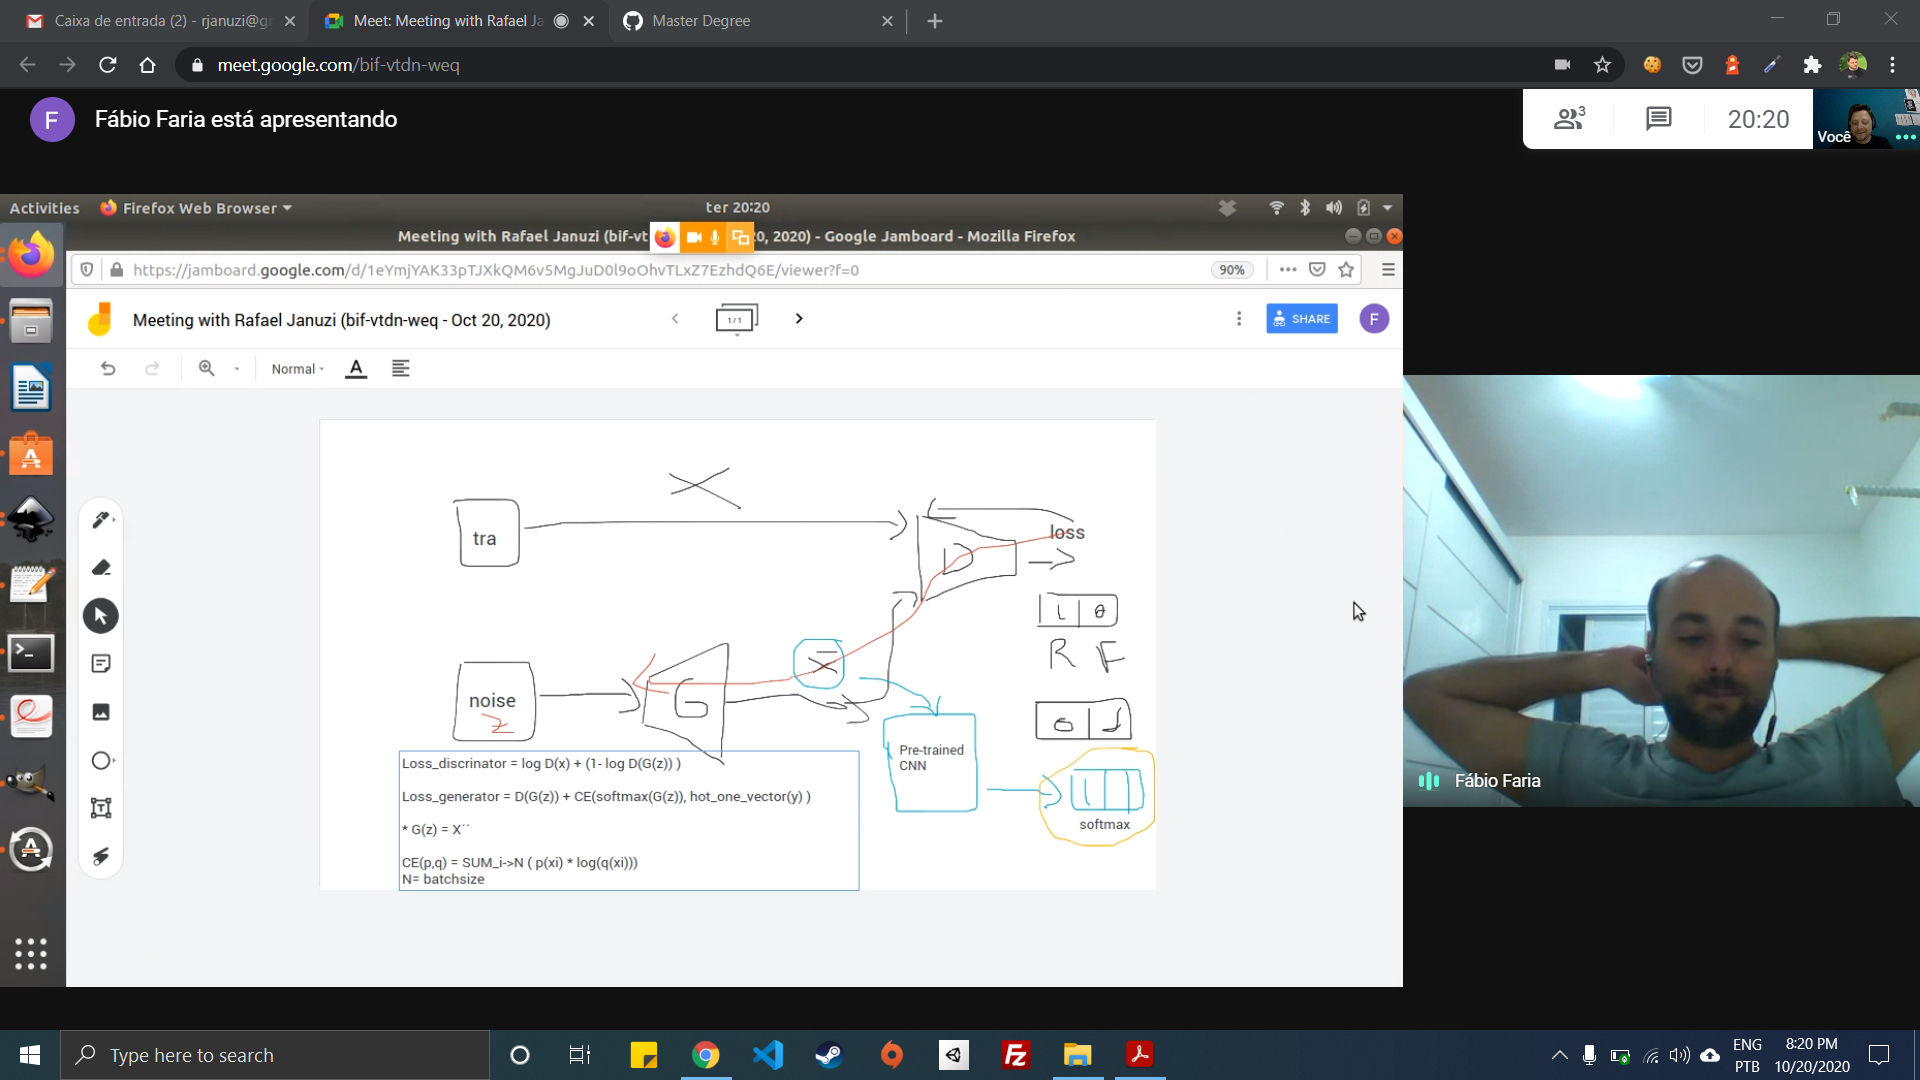 Caixa de entrada (2) - rjanuzi@g
Meet: Meeting with Rafael Ja
Master Degree
meet.google.com/bif-vtdn-weq
F
Fábio Faria está apresentando
3
20:20
Você
Activities
Firefox Web Browser
ter 20:20
Meeting with Rafael Januzi (bif-vt
0, 2020) - Google Jamboard - Mozilla Firefox
https://jamboard.google.com/d/1eYmjYAK33pTJXkQM6v5MgJuD0l9oOhvTLxZ7EzhdQ6E/viewer?f=0
90%
Meeting with Rafael Januzi (bif-vtdn-weq - Oct 20, 2020)
1/1
SHARE
F
Normal
A
X
tra
loss
D
1 0
R F
X
noise
z
G
0 1
Pre-trained
CNN
softmax
Loss_discrinator = log D(x) + (1- log D(G(z)) )
Loss_generator = D(G(z)) + CE(softmax(G(z)), hot_one_vector(y) )
* G(z) = X´´
CE(p,q) = SUM_i->N ( p(xi) * log(q(xi)))
N= batchsize
Fábio Faria
Type here to search
ENG
PTB
8:20 PM
10/20/2020